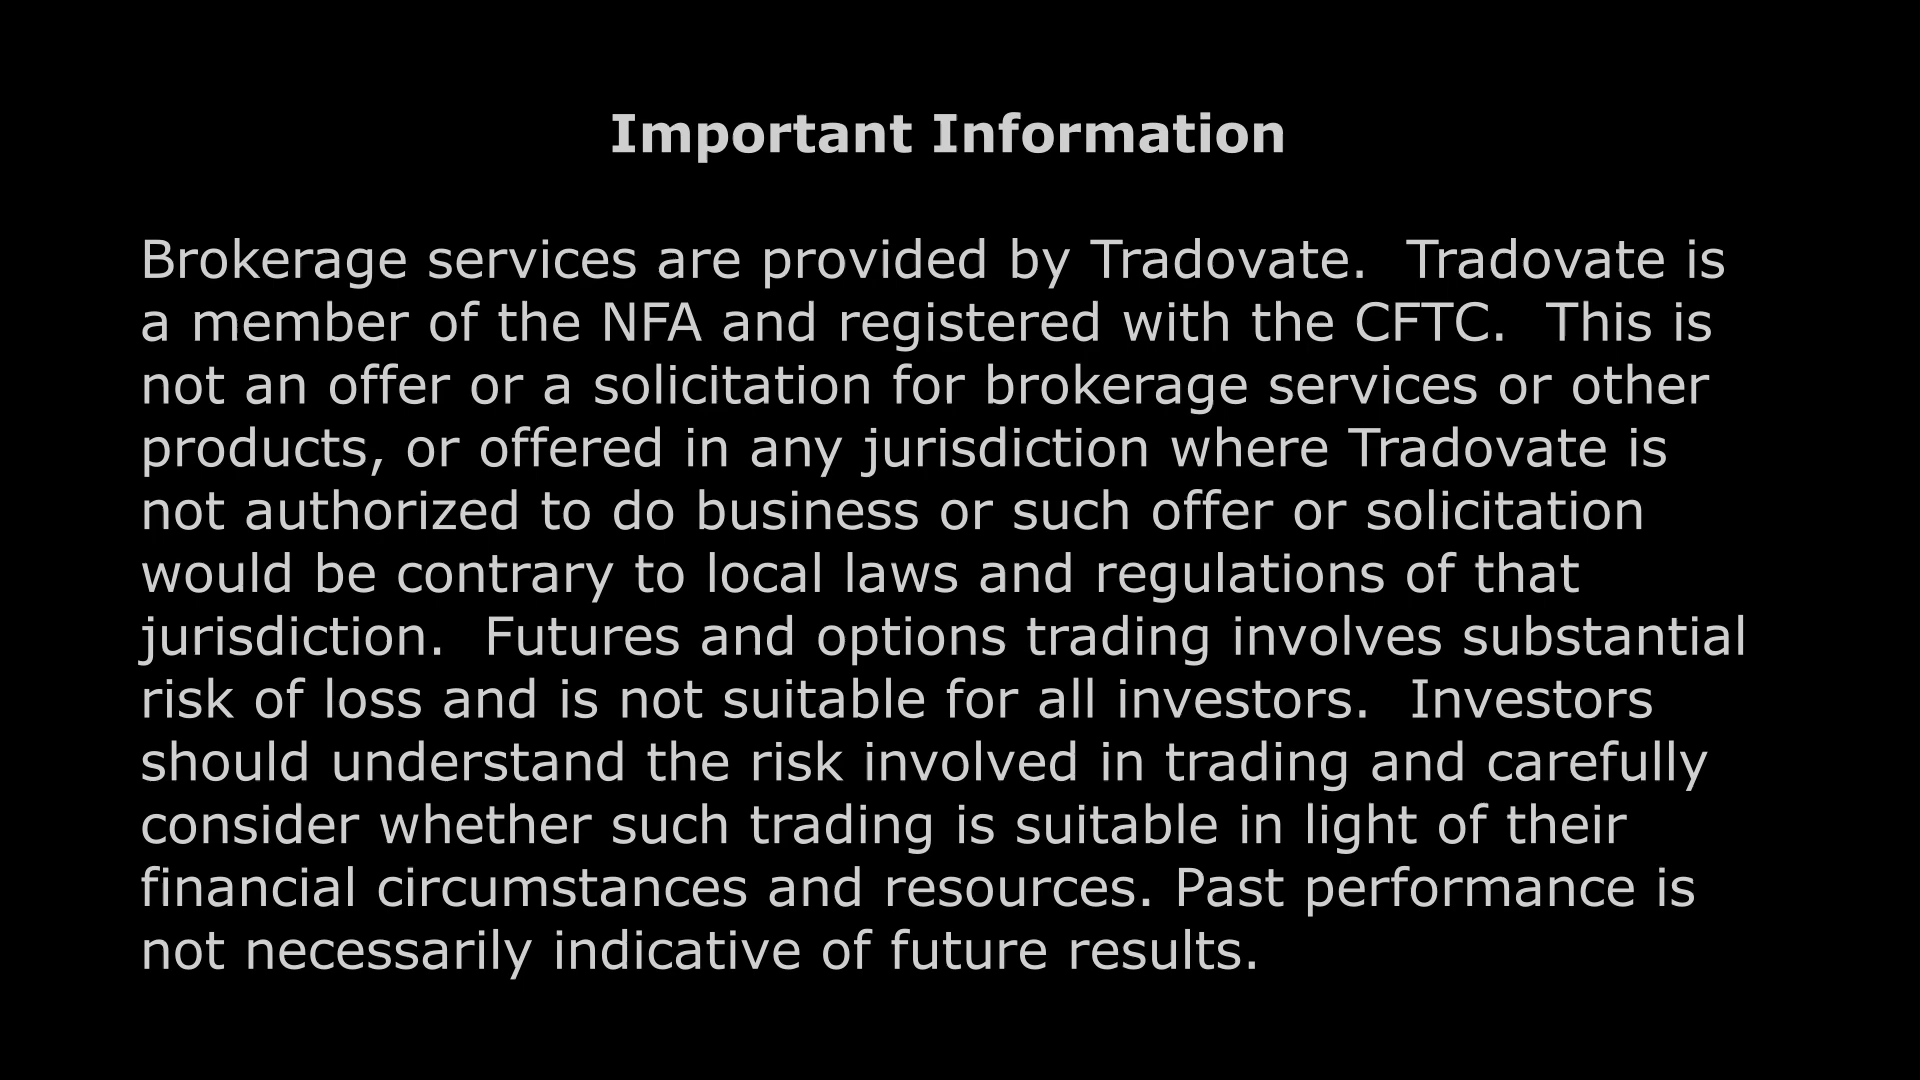 Important Information
Brokerage services are provided by Tradovate.  Tradovate is
a member of the NFA and registered with the CFTC.  This is
not an offer or a solicitation for brokerage services or other
products, or offered in any jurisdiction where Tradovate is
not authorized to do business or such offer or solicitation
would be contrary to local laws and regulations of that
jurisdiction.  Futures and options trading involves substantial
risk of loss and is not suitable for all investors.  Investors
should understand the risk involved in trading and carefully
consider whether such trading is suitable in light of their
financial circumstances and resources. Past performance is
not necessarily indicative of future results.